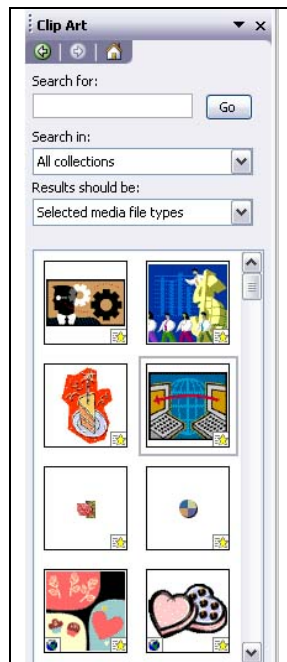 Clip Art
Search for:
Go
Search in:
All collections
Results should be:
Selected media file types